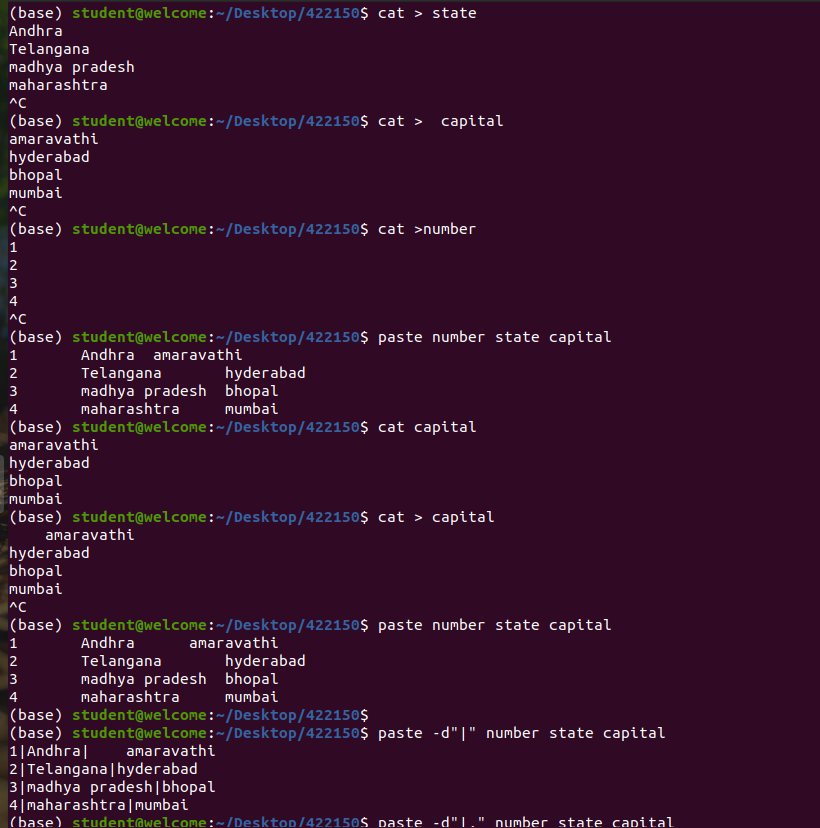 (base) student@welcome:~/Desktop/422150$ cat > state
Andhra
Telangana
madhya pradesh
maharashtra
^C
(base) student@welcome:~/Desktop/422150$ cat >  capital
amaravathi
hyderabad
bhopal
mumbai
^C
(base) student@welcome:~/Desktop/422150$ cat >number
1
2
3
4
^C
(base) student@welcome:~/Desktop/422150$ paste number state capital
1       Andhra  amaravathi
2       Telangana       hyderabad
3       madhya pradesh  bhopal
4       maharashtra     mumbai
(base) student@welcome:~/Desktop/422150$ cat capital
amaravathi
hyderabad
bhopal
mumbai
(base) student@welcome:~/Desktop/422150$ cat > capital
    amaravathi
hyderabad
bhopal
mumbai
^C
(base) student@welcome:~/Desktop/422150$ paste number state capital
1       Andhra      amaravathi
2       Telangana       hyderabad
3       madhya pradesh  bhopal
4       maharashtra     mumbai
(base) student@welcome:~/Desktop/422150$
(base) student@welcome:~/Desktop/422150$ paste -d"|" number state capital
1|Andhra|    amaravathi
2|Telangana|hyderabad
3|madhya pradesh|bhopal
4|maharashtra|mumbai
(base) student@welcome:~/Desktop/422150$ paste -d"|," number state capital